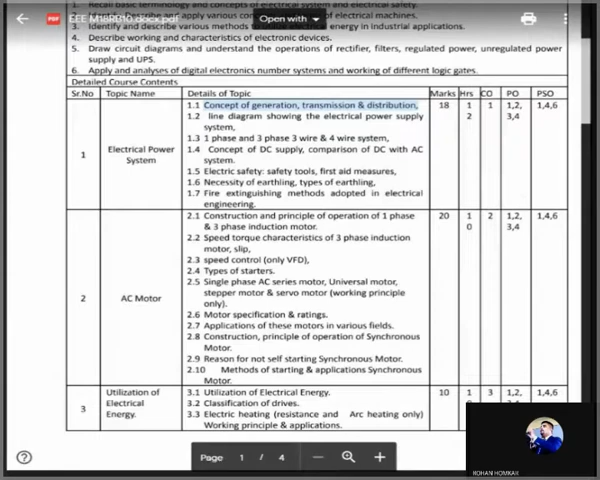 1. Recall basic terminology and concepts of electrical system and electrical safety.
EEE M18RB10.docx.pdf
Open with
of electrical machines.
3. Identify and describe various methods to utilize electrical energy in industrial applications.
4. Describe working and characteristics of electronic devices.
5. Draw circuit diagrams and understand the operations of rectifier, filters, regulated power, unregulated power
supply and UPS.
6. Apply and analyses of digital electronics number systems and working of different logic gates.
Detailed Course Contents
Sr.No Topic Name Details of Topic Marks Hrs CO PO PSO
1 Electrical Power System
1.1 Concept of generation, transmission & distribution, 18 12 1 1,2, 3,4 1,4,6
1.2 line diagram showing the electrical power supply
system,
1.3 1 phase and 3 phase 3 wire & 4 wire system,
1.4 Concept of DC supply, comparison of DC with AC
system.
1.5 Electric safety: safety tools, first aid measures,
1.6 Necessity of earthling, types of earthling,
1.7 Fire extinguishing methods adopted in electrical
engineering.
2 AC Motor
2.1 Construction and principle of operation of 1 phase 20 10 2 1,2, 3,4 1,4,6
& 3 phase induction motor.
2.2 Speed torque characteristics of 3 phase induction
motor, slip,
2.3 speed control (only VFD),
2.4 Types of starters.
2.5 Single phase AC series motor, Universal motor,
stepper motor & servo motor (working principle
only).
2.6 Motor specification & ratings.
2.7 Applications of these motors in various fields.
2.8 Construction, principle of operation of Synchronous
Motor.
2.9 Reason for not self starting Synchronous Motor.
2.10 Methods of starting & applications Synchronous
Motor.
3 Utilization of Electrical Energy.
3.1 Utilization of Electrical Energy. 10 3 1,2, 1,4,6
3.2 Classification of drives.
3.3 Electric heating (resistance and Arc heating only)
Working principle & applications.
Page 1 / 4
ROHAN HOMKAR